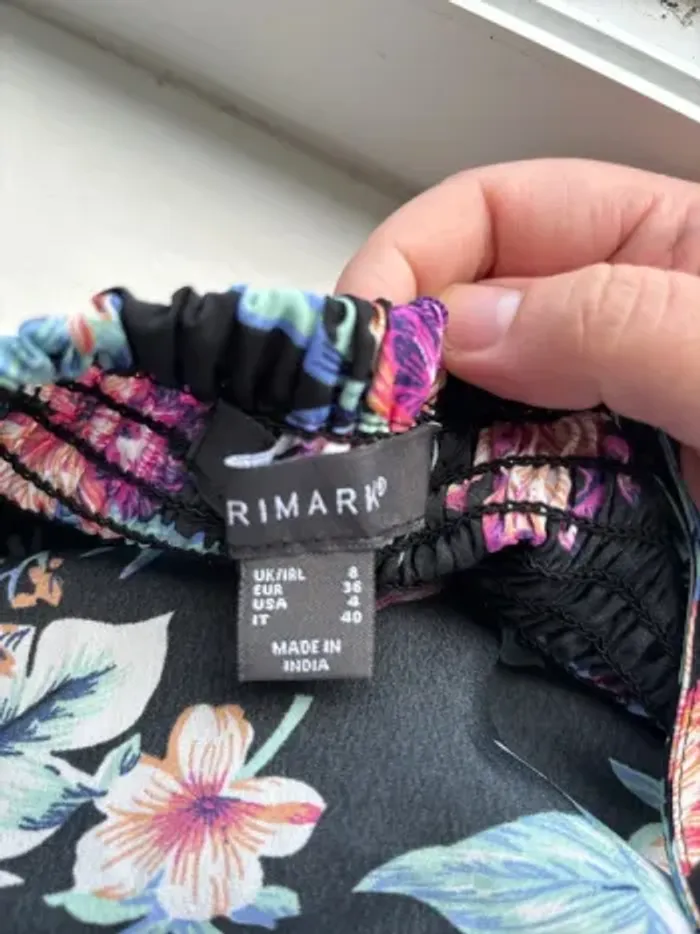 RIMARK®
UK/IRL 8
EUR 36
USA 4
IT 40
MADE IN
INDIA